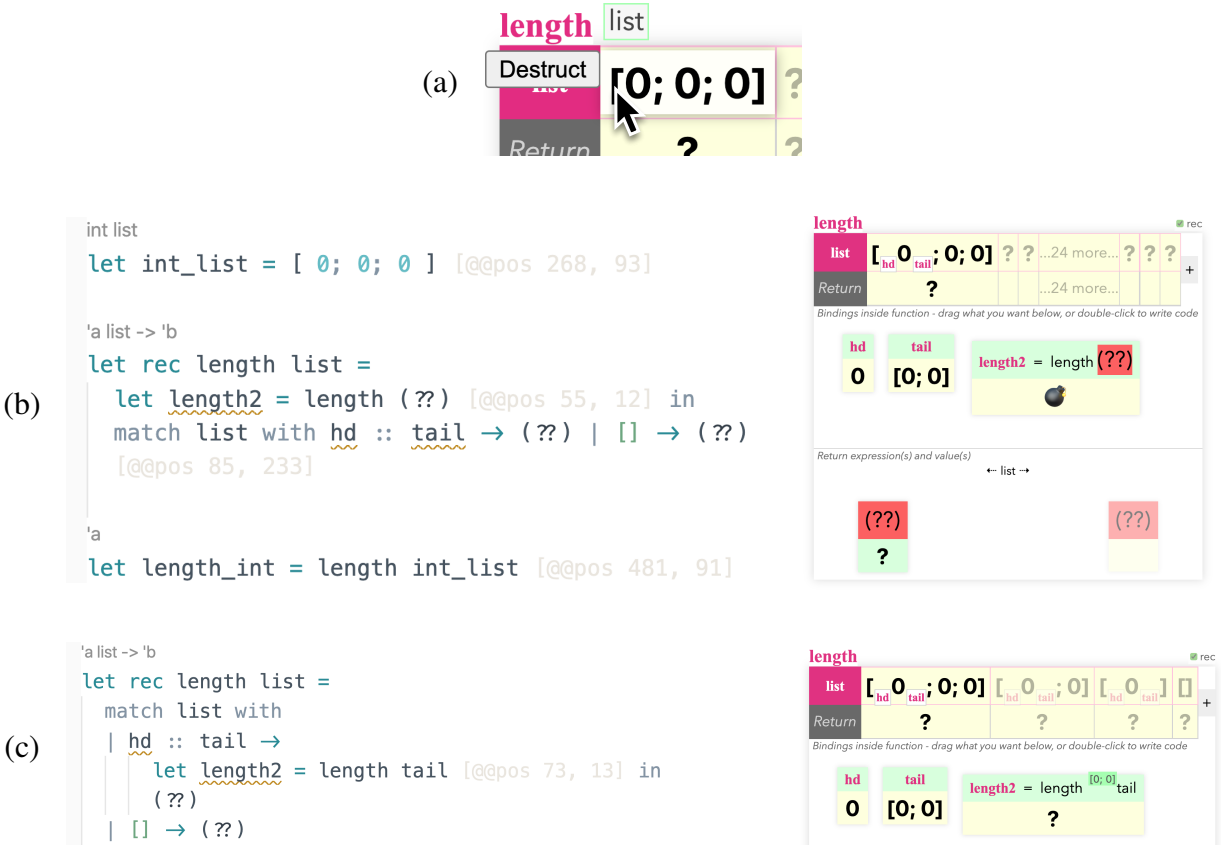 length list
(a)
Destruct
list
[0; 0; 0] ?
Return ? ?
(b)
int list
let int_list = [ 0; 0; 0 ] [@@pos 268, 93]
'a list -> 'b
let rec length list =
let length2 = length (??) [@@pos 55, 12] in
match list with hd :: tail → (??) | [] → (??)
[@@pos 85, 233]
'a
let length_int = length int_list [@@pos 481, 91]
length
rec
list [ hd 0 tail ; 0; 0] ? ? ...24 more... ? ? ?
Return ? ...24 more...
+
Bindings inside function - drag what you want below, or double-click to write code
hd tail length2 = length (??)
0 [0; 0]
Return expression(s) and value(s)
⇠ list ⇢
(??) (??)
?
(c)
'a list -> 'b
let rec length list =
match list with
| hd :: tail →
let length2 = length tail [@@pos 73, 13] in
(??)
| [] → (??)
length
rec
list [ hd 0 tail ; 0; 0] [ hd 0 tail ; 0] [ hd 0 tail ] []
Return ? ? ? ?
+
Bindings inside function - drag what you want below, or double-click to write code
hd tail length2 = length [0; 0] tail
0 [0; 0] ?